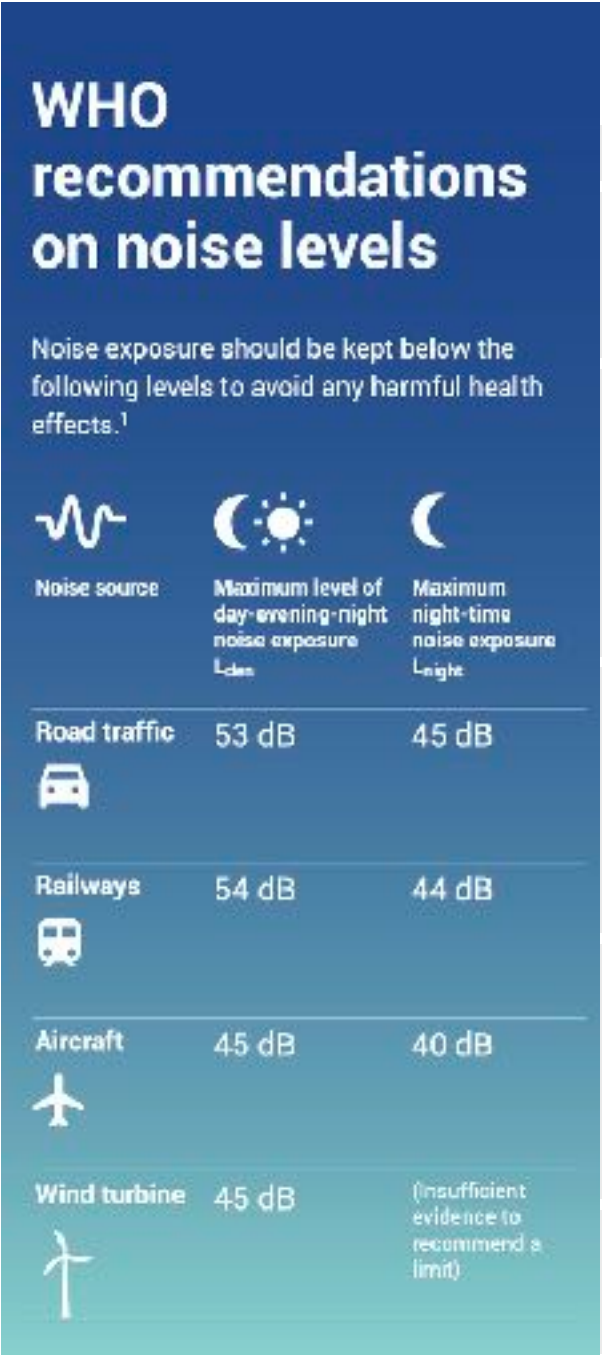 WHO
recommendations
on noise levels
Noise exposure should be kept below the
following levels to avoid any harmful health
effects.¹
Noise source
Maximum level of
day-evening-night
noise exposure
Lden
Maximum
night-time
noise exposure
Lnight
Road traffic 53 dB 45 dB
Railways 54 dB 44 dB
Aircraft 45 dB 40 dB
Wind turbine 45 dB
(Insufficient
evidence to
recommend a
limit)